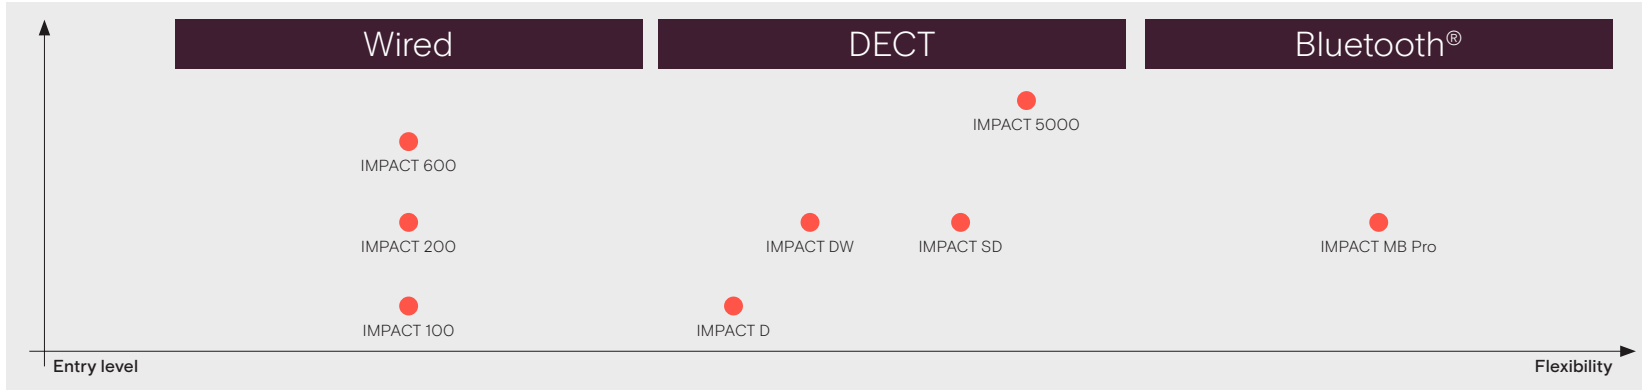 Wired
DECT
Bluetooth®
IMPACT 5000
IMPACT 600
IMPACT 200
IMPACT DW
IMPACT SD
IMPACT MB Pro
IMPACT 100
IMPACT D
Entry level
Flexibility